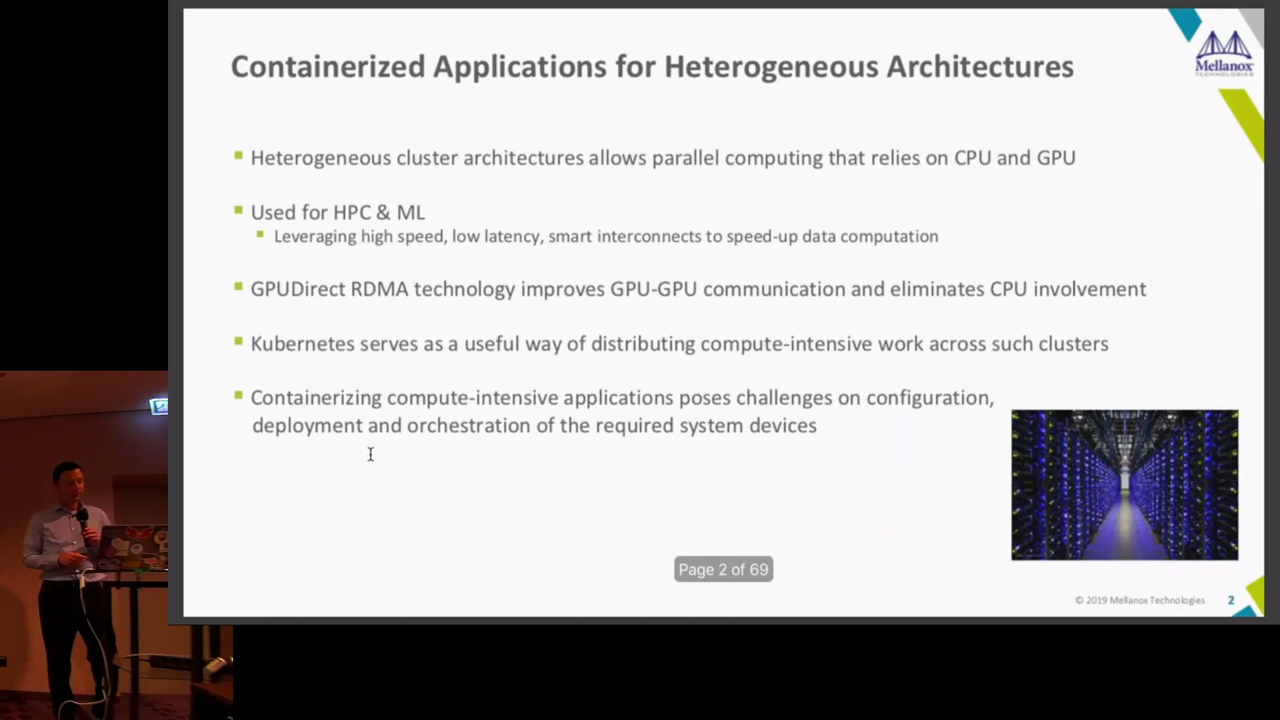 Containerized Applications for Heterogeneous Architectures
Mellanox
TECHNOLOGIES
Heterogeneous cluster architectures allows parallel computing that relies on CPU and GPU
Used for HPC & ML
Leveraging high speed, low latency, smart interconnects to speed-up data computation
GPUDirect RDMA technology improves GPU-GPU communication and eliminates CPU involvement
Kubernetes serves as a useful way of distributing compute-intensive work across such clusters
Containerizing compute-intensive applications poses challenges on configuration,
deployment and orchestration of the required system devices
Page 2 of 69
© 2019 Mellanox Technologies 2